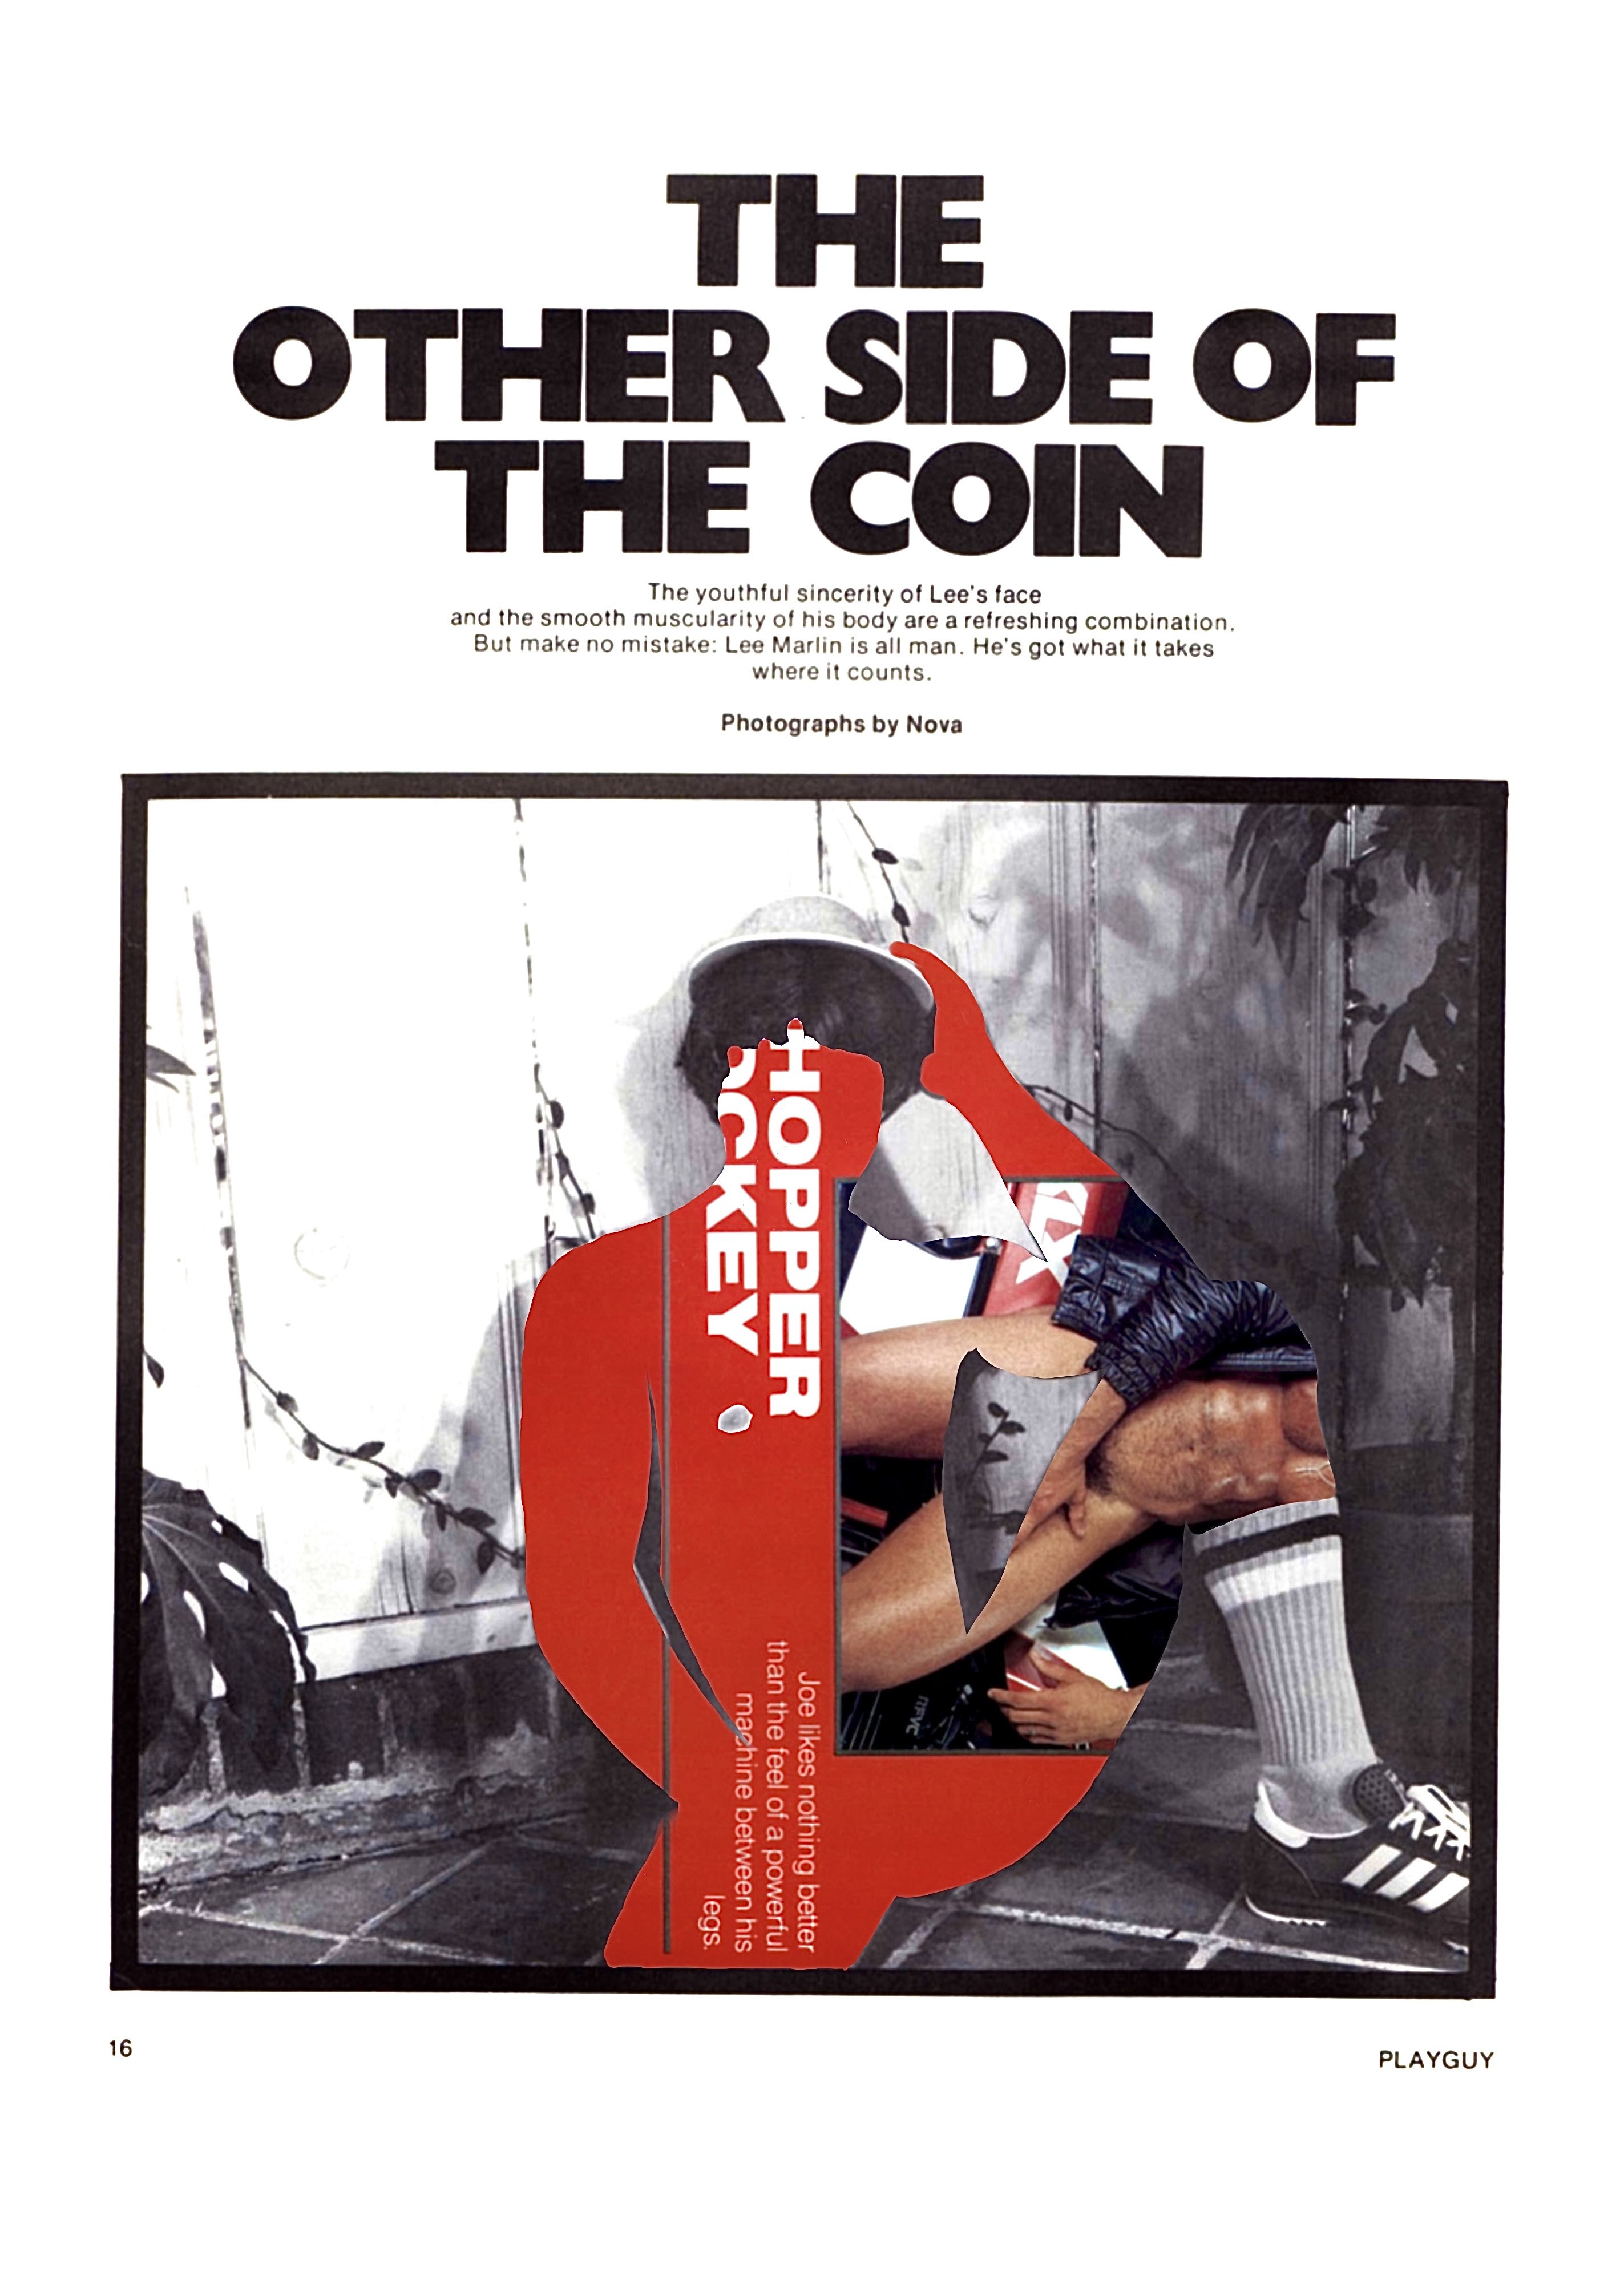 THE
OTHER SIDE OF
THE COIN
The youthful sincerity of Lee's face
and the smooth muscularity of his body are a refreshing combination.
But make no mistake: Lee Marlin is all man. He's got what it takes
where it counts.
Photographs by Nova
HOPPER
OCKEY
XL
Joe likes nothing better
than the feel of a powerful
machine between his
legs.
16
PLAYGUY